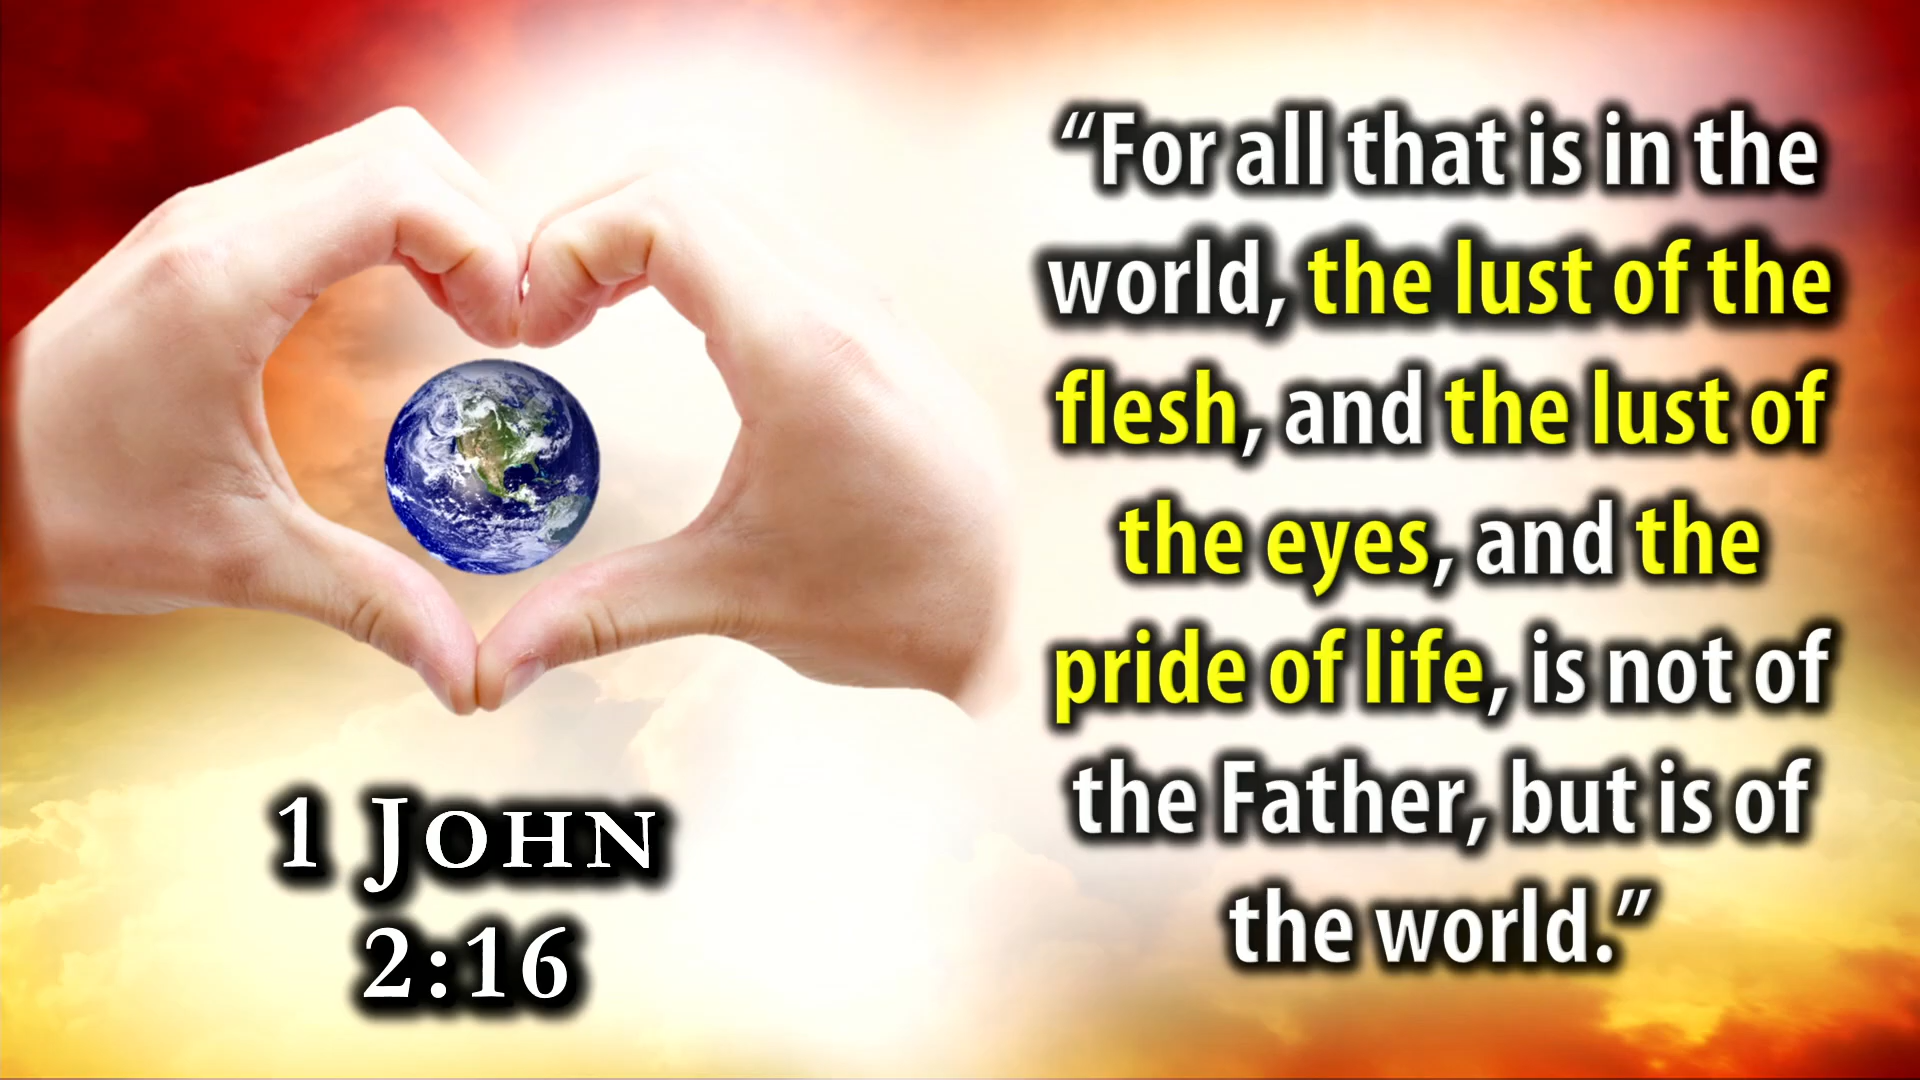 “For all that is in the
world, the lust of the
flesh, and the lust of
the eyes, and the
pride of life, is not of
the Father, but is of
the world.”
1 JOHN
2:16